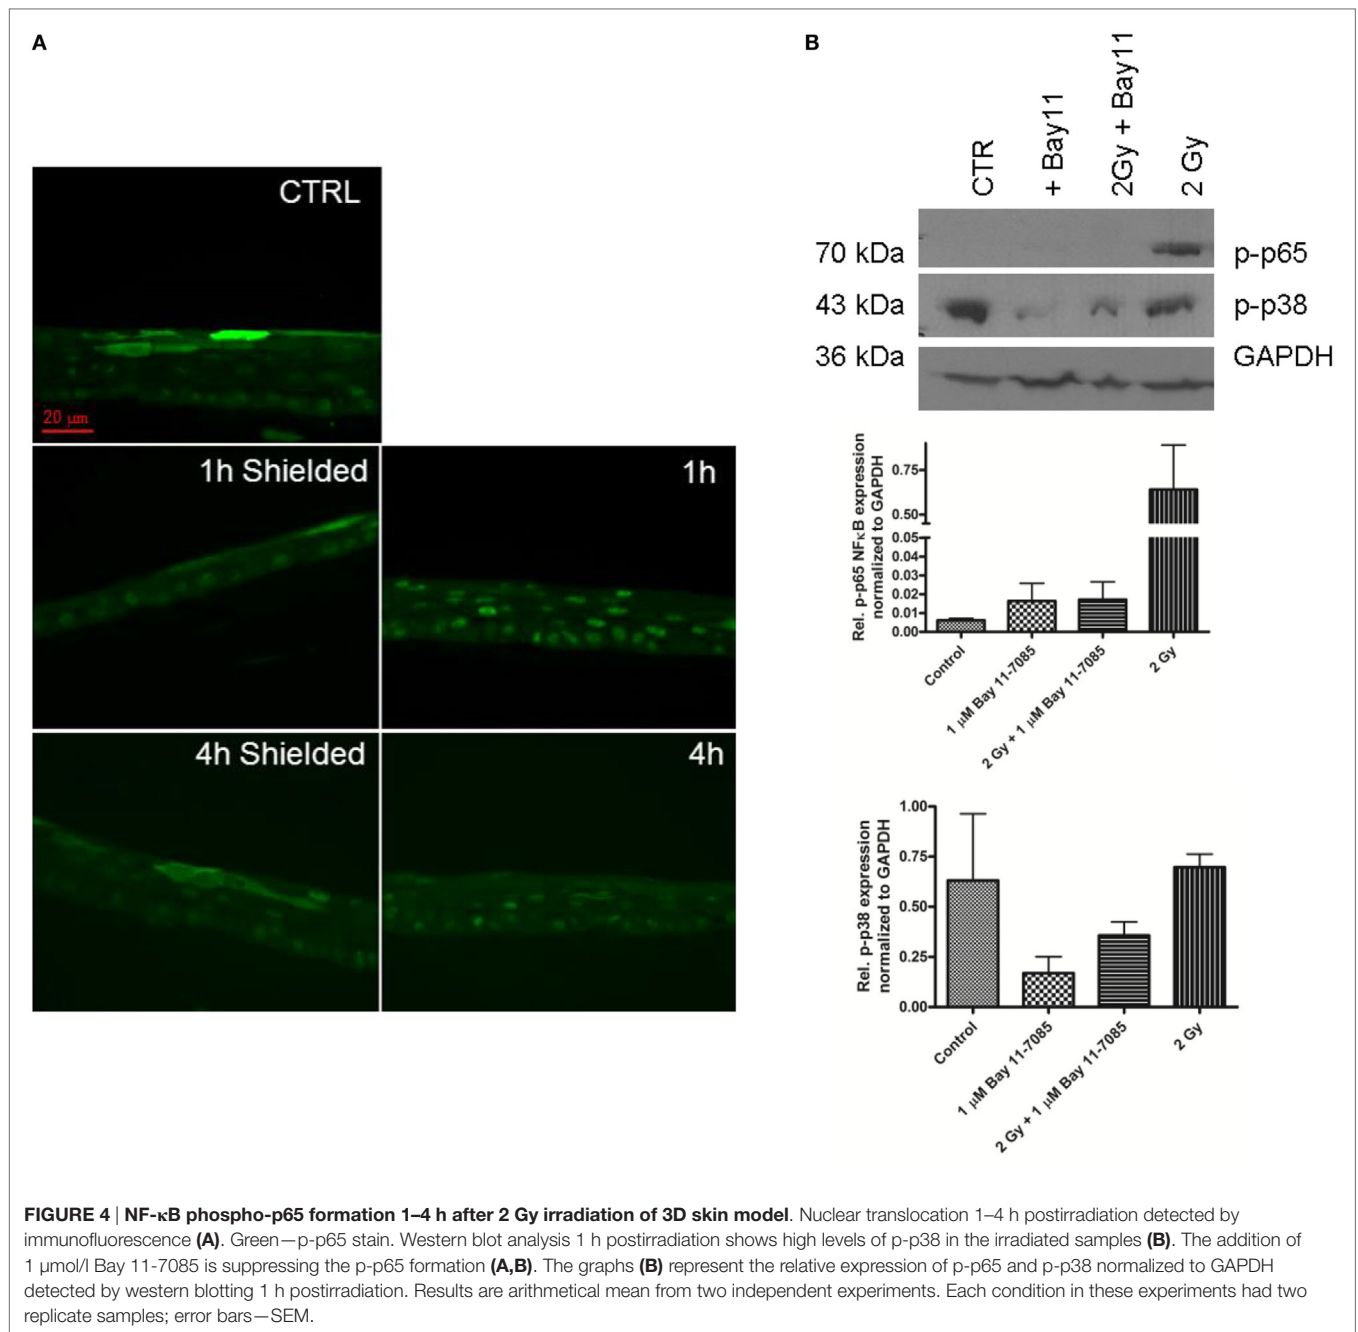 A
CTRL
20 μm
1h Shielded
1h
4h Shielded
4h
B
CTR
+ Bay11
2Gy + Bay11
2 Gy
70 kDa
p-p65
43 kDa
p-p38
36 kDa
GAPDH
Rel. p-p65 NFκB expression
normalized to GAPDH
0.75
0.50
0.05
0.04
0.03
0.02
0.01
0.00
Control
1 μM Bay 11-7085
2 Gy + 1 μM Bay 11-7085
2 Gy
Rel. p-p38 expression
normalized to GAPDH
1.00
0.75
0.50
0.25
0.00
Control
1 μM Bay 11-7085
2 Gy + 1 μM Bay 11-7085
2 Gy
FIGURE 4 | NF-κB phospho-p65 formation 1–4 h after 2 Gy irradiation of 3D skin model. Nuclear translocation 1–4 h postirradiation detected by
immunofluorescence (A). Green—p-p65 stain. Western blot analysis 1 h postirradiation shows high levels of p-p38 in the irradiated samples (B). The addition of
1 μmol/l Bay 11-7085 is suppressing the p-p65 formation (A,B). The graphs (B) represent the relative expression of p-p65 and p-p38 normalized to GAPDH
detected by western blotting 1 h postirradiation. Results are arithmetical mean from two independent experiments. Each condition in these experiments had two
replicate samples; error bars—SEM.